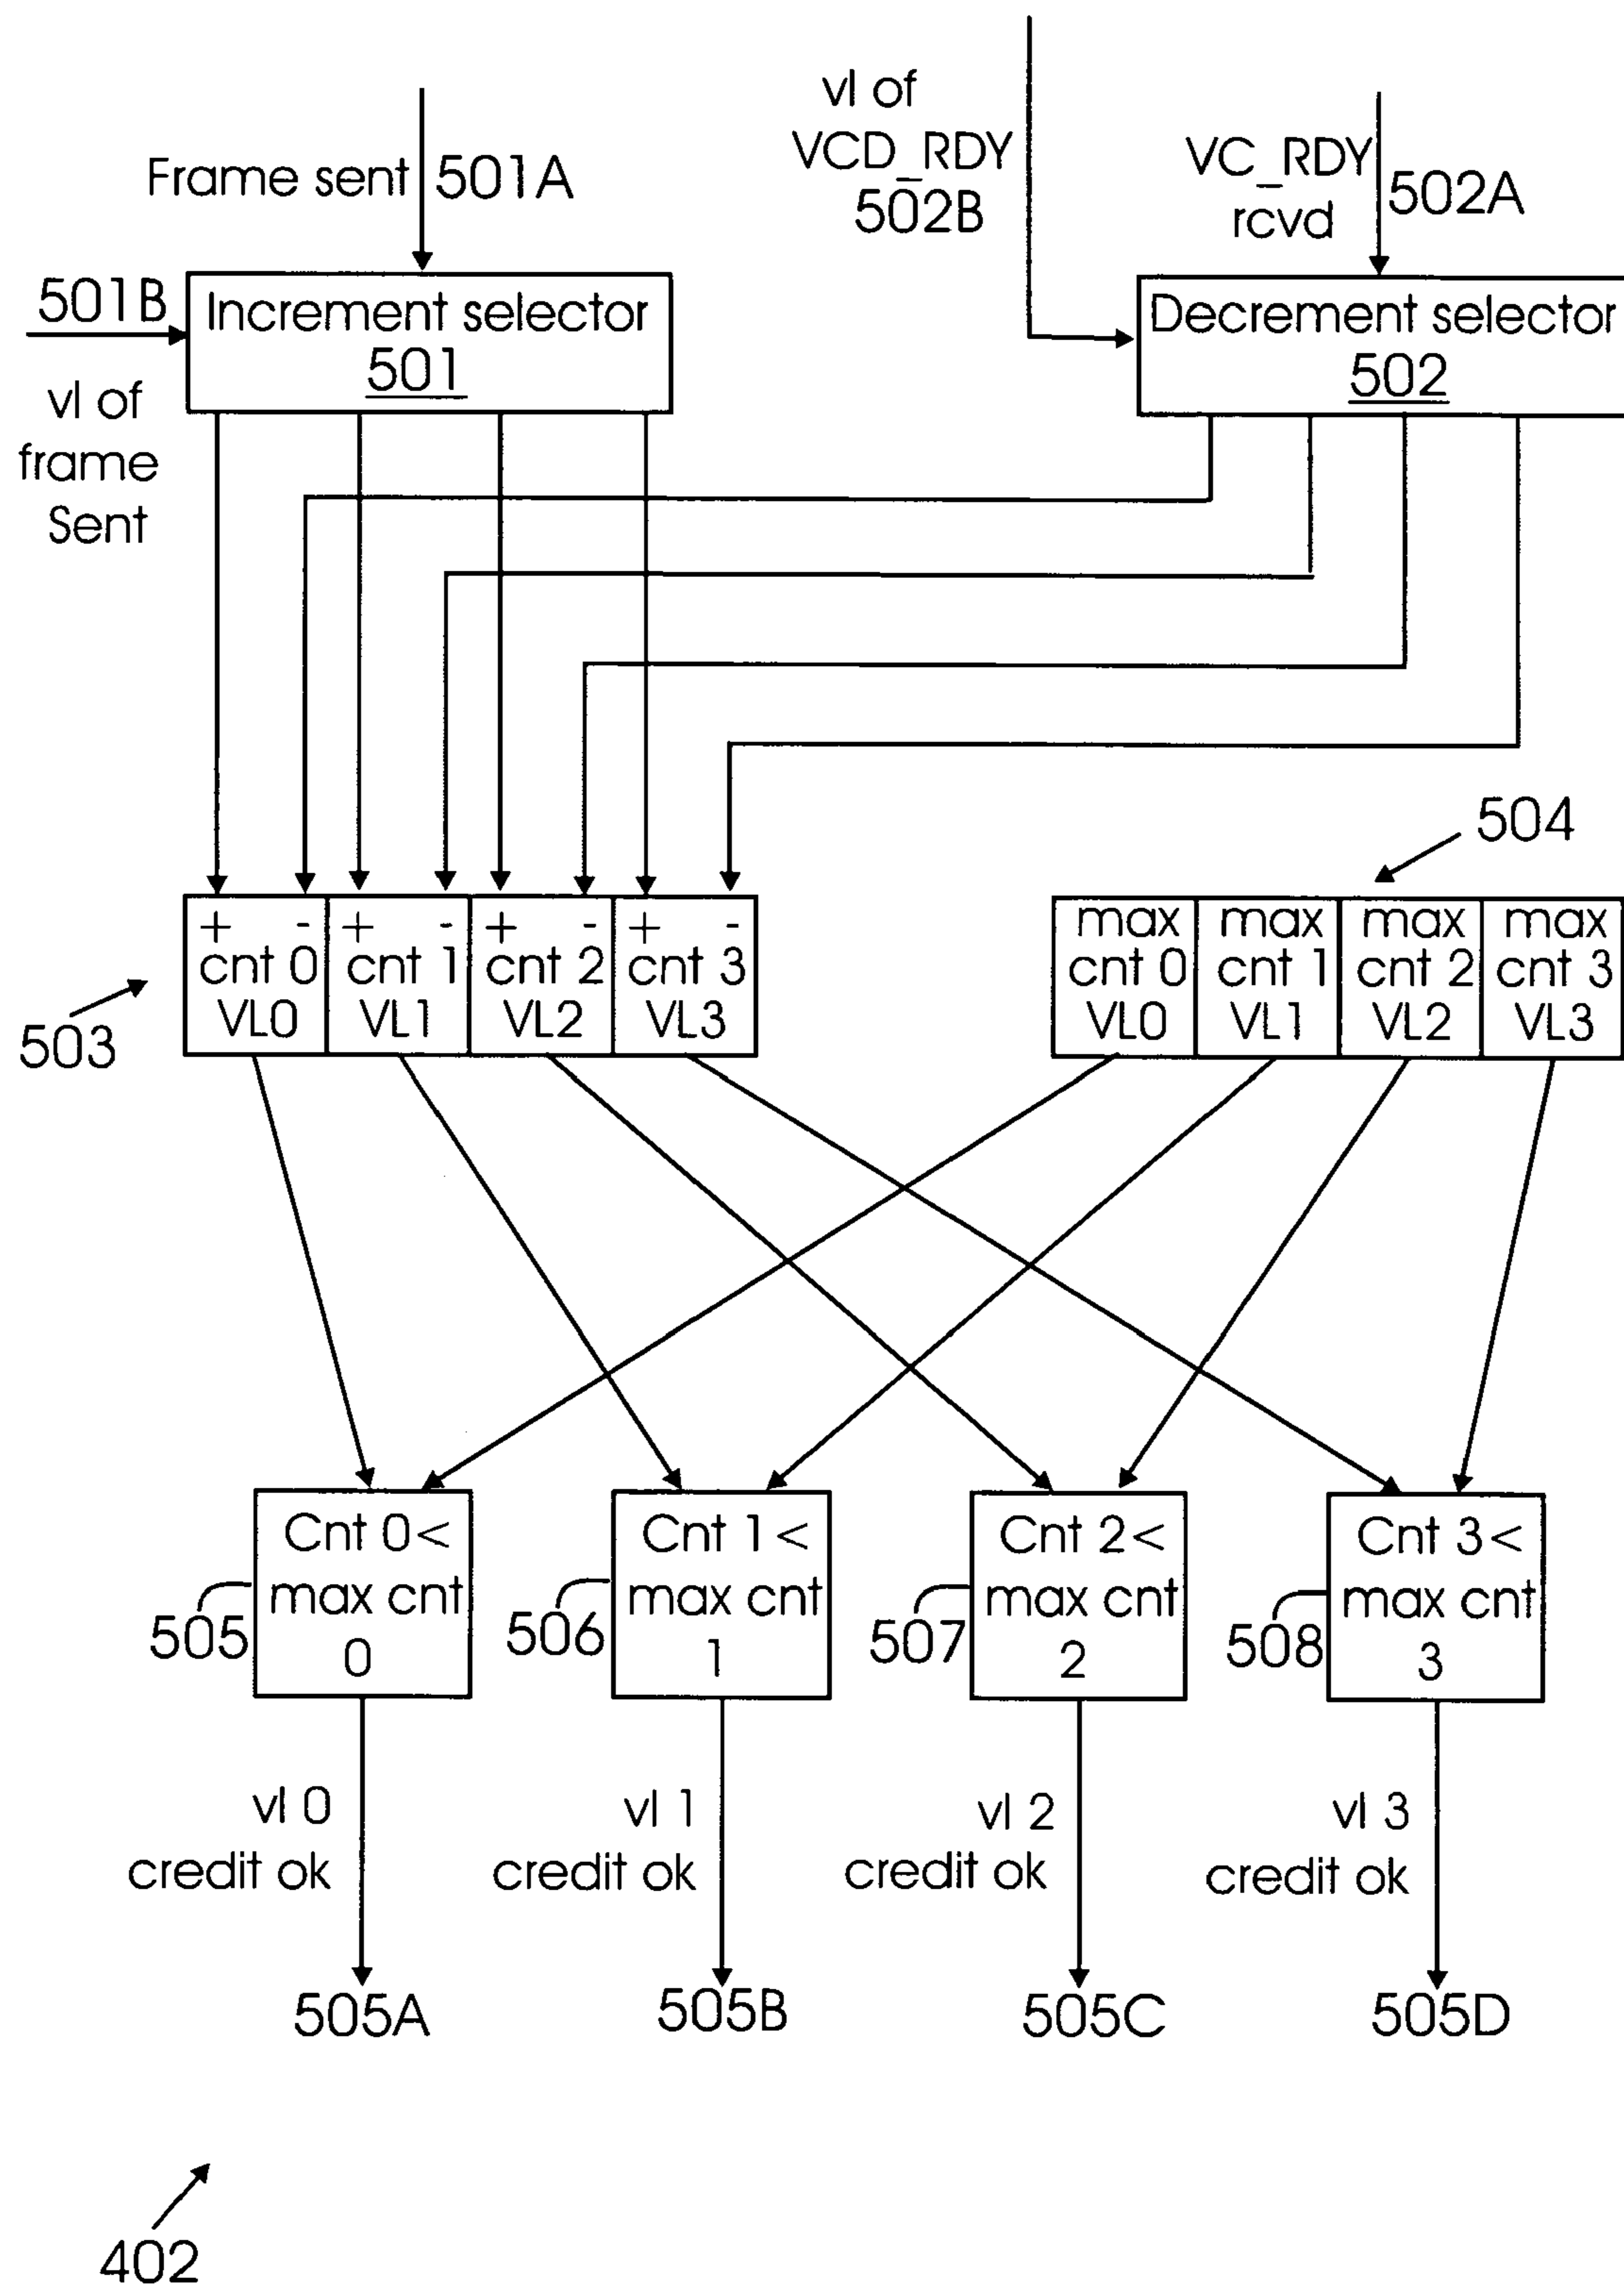 vl of
VCD_RDY
502B
VC_RDY
rcvd
502A
Frame sent
501A
501B
vl of
frame
Sent
Increment selector
501
Decrement selector
502
504
503
+ - + - + - + -
cnt 0 cnt 1 cnt 2 cnt 3
VL0 VL1 VL2 VL3
max max max max
cnt 0 cnt 1 cnt 2 cnt 3
VL0 VL1 VL2 VL3
Cnt 0<
max cnt
0
505
Cnt 1<
max cnt
1
506
Cnt 2<
max cnt
2
507
Cnt 3<
max cnt
3
508
vl 0
credit ok
vl 1
credit ok
vl 2
credit ok
vl 3
credit ok
505A
505B
505C
505D
402